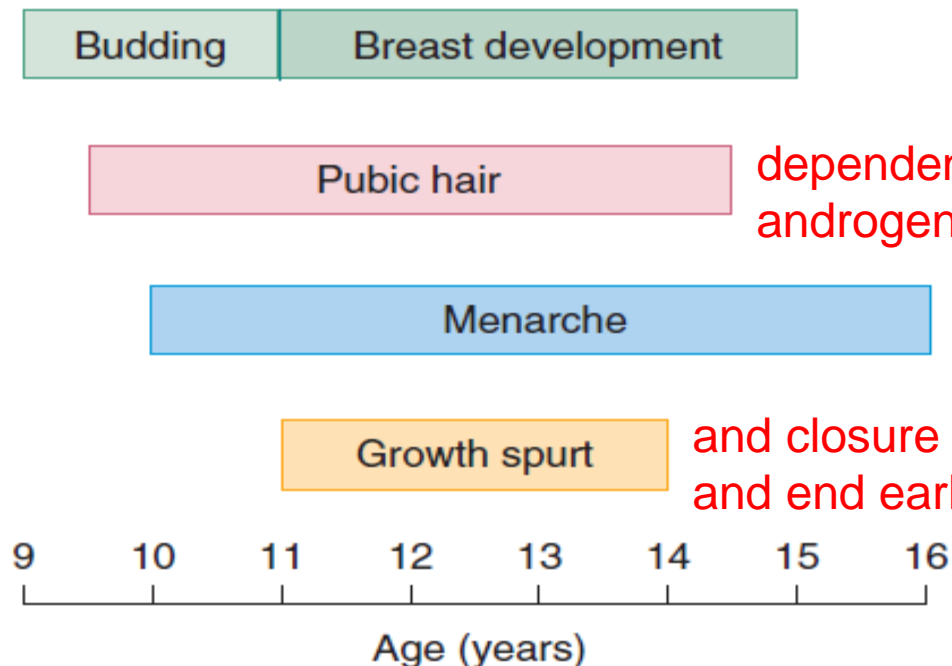 Budding Breast development
Pubic hair
androgen
Menarche
Growth spurt
and closure
and end
9 10 11 12 13 14 15 16
Age (years)